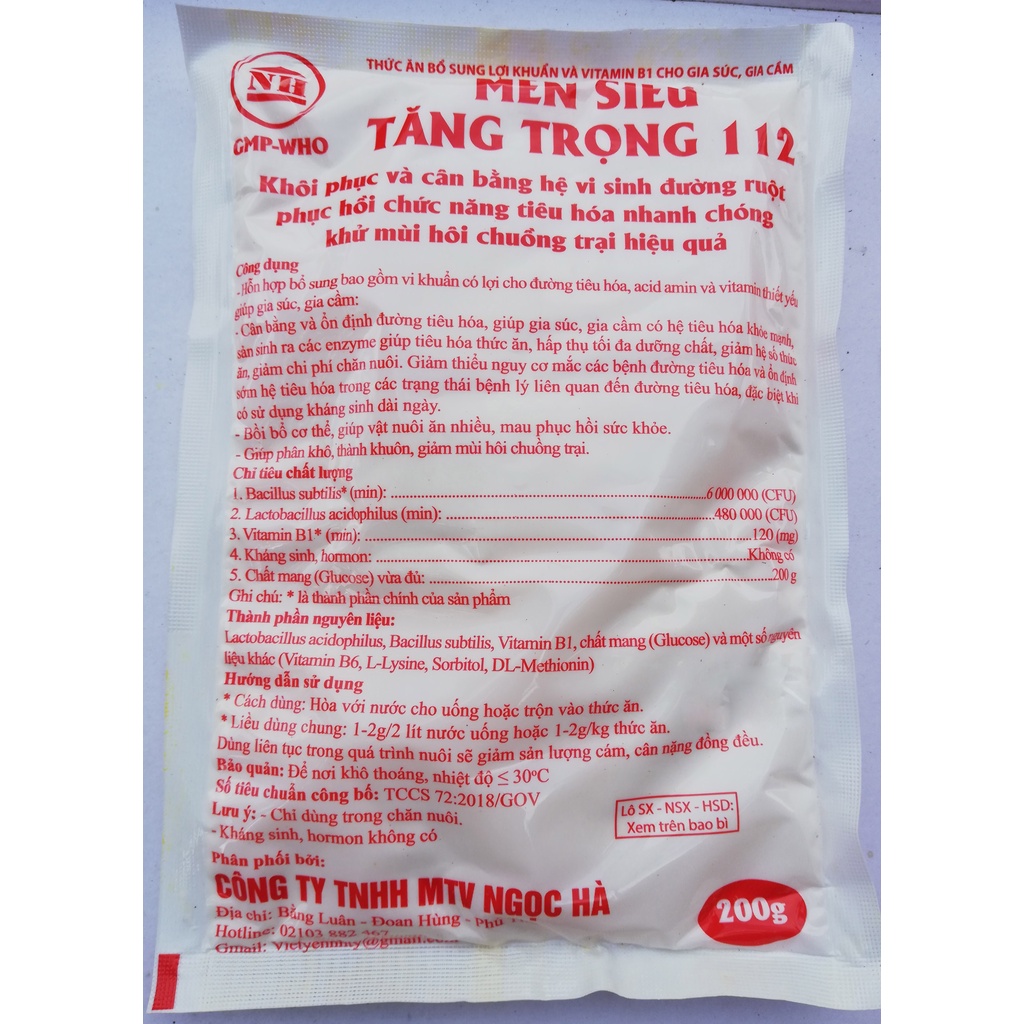 NH
GMP-WHO
THỨC ĂN BỔ SUNG LỢI KHUẨN VÀ VITAMIN B1 CHO GIA SÚC, GIA CẦM
MEN SIÊU
TĂNG TRỌNG 112
Khôi phục và cân bằng hệ vi sinh đường ruột
phục hồi chức năng tiêu hóa nhanh chóng
khử mùi hôi chuồng trại hiệu quả
Công dụng
-Hỗn hợp bổ sung bao gồm vi khuẩn có lợi cho đường tiêu hóa, acid amin và vitamin thiết yếu
giúp gia súc, gia cầm:
- Cân bằng và ổn định đường tiêu hóa, giúp gia súc, gia cầm có hệ tiêu hóa khỏe mạnh,
sản sinh ra các enzyme giúp tiêu hóa thức ăn, hấp thụ tối đa dưỡng chất, giảm hệ số thức
ăn, giảm chi phí chăn nuôi. Giảm thiểu nguy cơ mắc các bệnh đường tiêu hóa và ổn định
sớm hệ tiêu hóa trong các trạng thái bệnh lý liên quan đến đường tiêu hóa, đặc biệt khi
có sử dụng kháng sinh dài ngày.
- Bồi bổ cơ thể, giúp vật nuôi ăn nhiều, mau phục hồi sức khỏe.
- Giúp phân khô, thành khuôn, giảm mùi hôi chuồng trại.
Chỉ tiêu chất lượng
1. Bacillus subtilis* (min): ........6 000 000 (CFU)
2. Lactobacillus acidophilus (min): ........480 000 (CFU)
3. Vitamin B1* (min): ........120 (mg)
4. Kháng sinh, hormon: ........Không có
5. Chất mang (Glucose) vừa đủ: ........200 g
Ghi chú: * là thành phần chính của sản phẩm
Thành phần nguyên liệu:
Lactobacillus acidophilus, Bacillus subtilis, Vitamin B1, chất mang (Glucose) và một số nguyên
liệu khác (Vitamin B6, L-Lysine, Sorbitol, DL-Methionin)
Hướng dẫn sử dụng
* Cách dùng: Hòa với nước cho uống hoặc trộn vào thức ăn.
* Liều dùng chung: 1-2g/2 lít nước uống hoặc 1-2g/kg thức ăn.
Dùng liên tục trong quá trình nuôi sẽ giảm sản lượng cám, cân nặng đồng đều.
Bảo quản: Để nơi khô thoáng, nhiệt độ ≤ 30ºC
Số tiêu chuẩn công bố: TCCS 72:2018/GOV
Lưu ý: - Chỉ dùng trong chăn nuôi.
- Kháng sinh, hormon không có
Lô SX - NSX - HSD:
Xem trên bao bì
Phân phối bởi:
CÔNG TY TNHH MTV NGỌC HÀ
Địa chỉ: Bằng Luân - Đoan Hùng - Phú
Hotline: 02103 882
Gmail:
200g